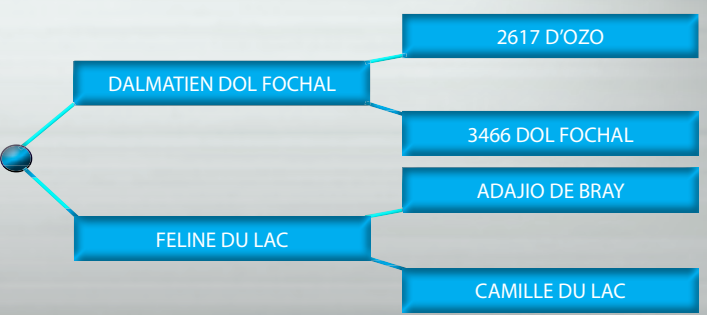 2617 D'OZO
DALMATIEN DOL FOCHAL
3466 DOL FOCHAL
ADAJIO DE BRAY
FELINE DU LAC
CAMILLE DU LAC